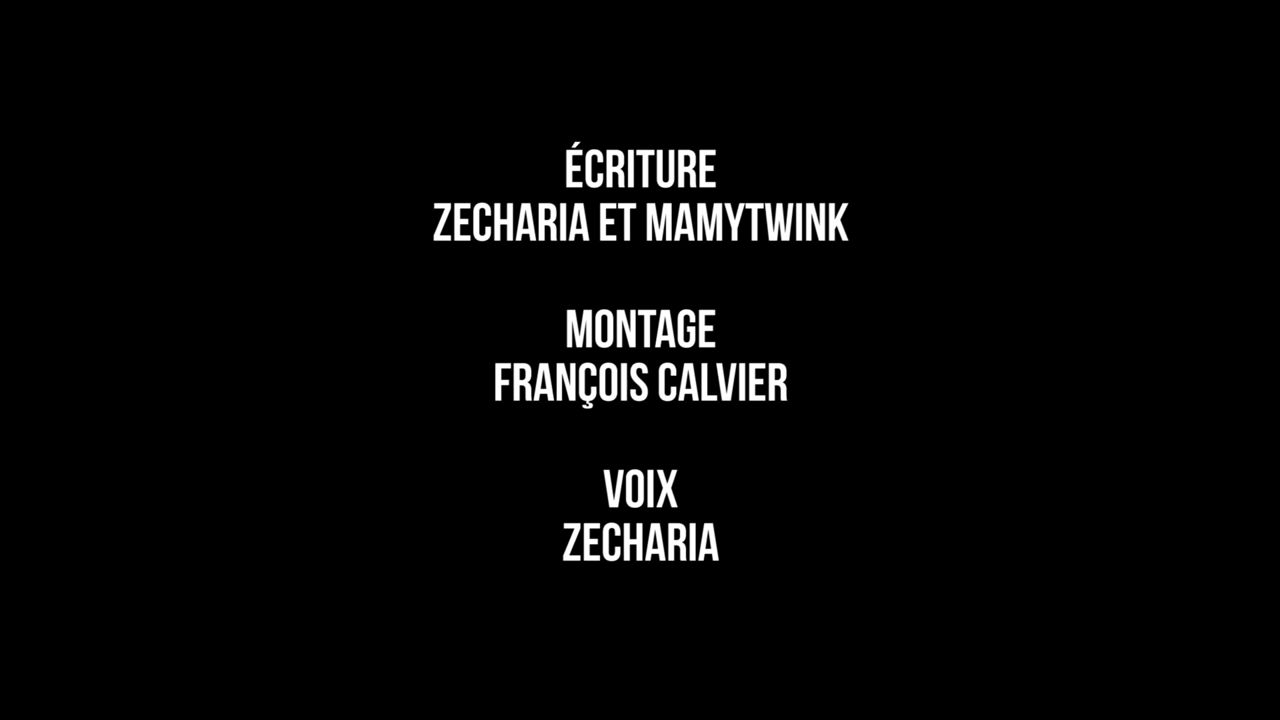 ÉCRITURE
ZECHARIA ET MAMYTWINK
MONTAGE
FRANÇOIS CALVIER
VOIX
ZECHARIA